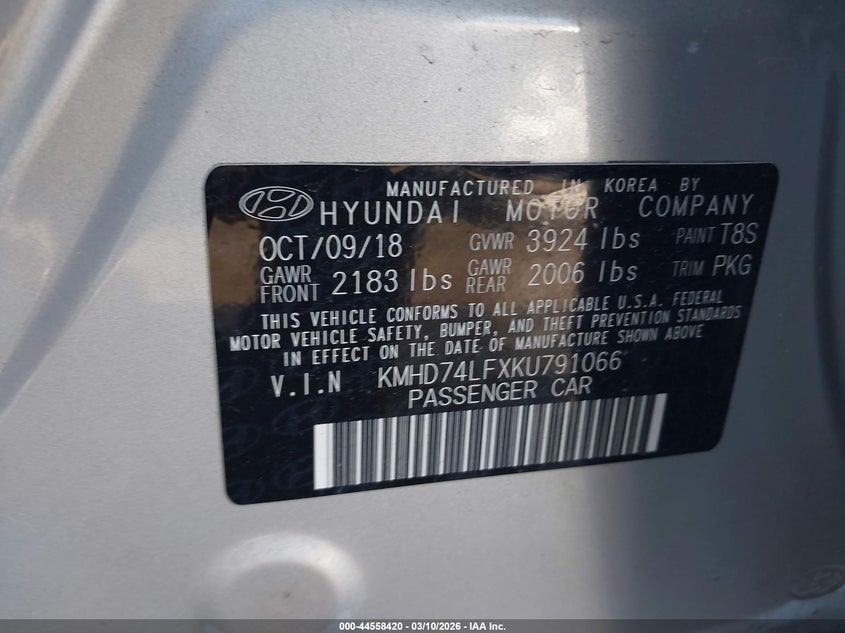 MANUFACTURED IN KOREA BY
HYUNDAI MOTOR COMPANY
OCT/09/18 GVWR 3924 lbs PAINT T8S
GAWR FRONT 2183 lbs GAWR REAR 2006 lbs TRIM PKG
THIS VEHICLE CONFORMS TO ALL APPLICABLE U.S.A. FEDERAL
MOTOR VEHICLE SAFETY, BUMPER, AND THEFT PREVENTION STANDARDS
IN EFFECT ON THE DATE OF MANUFACTURE SHOWN ABOVE
V.I.N KMHD74LFXKU791066
PASSENGER CAR
000-44558420 - 03/10/2026 - IAA Inc.